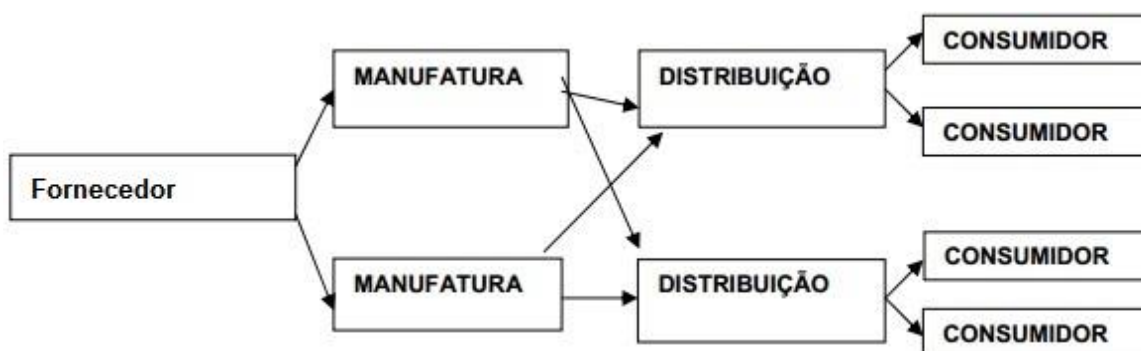 Fornecedor
MANUFATURA
MANUFATURA
DISTRIBUIÇÃO
DISTRIBUIÇÃO
CONSUMIDOR
CONSUMIDOR
CONSUMIDOR
CONSUMIDOR